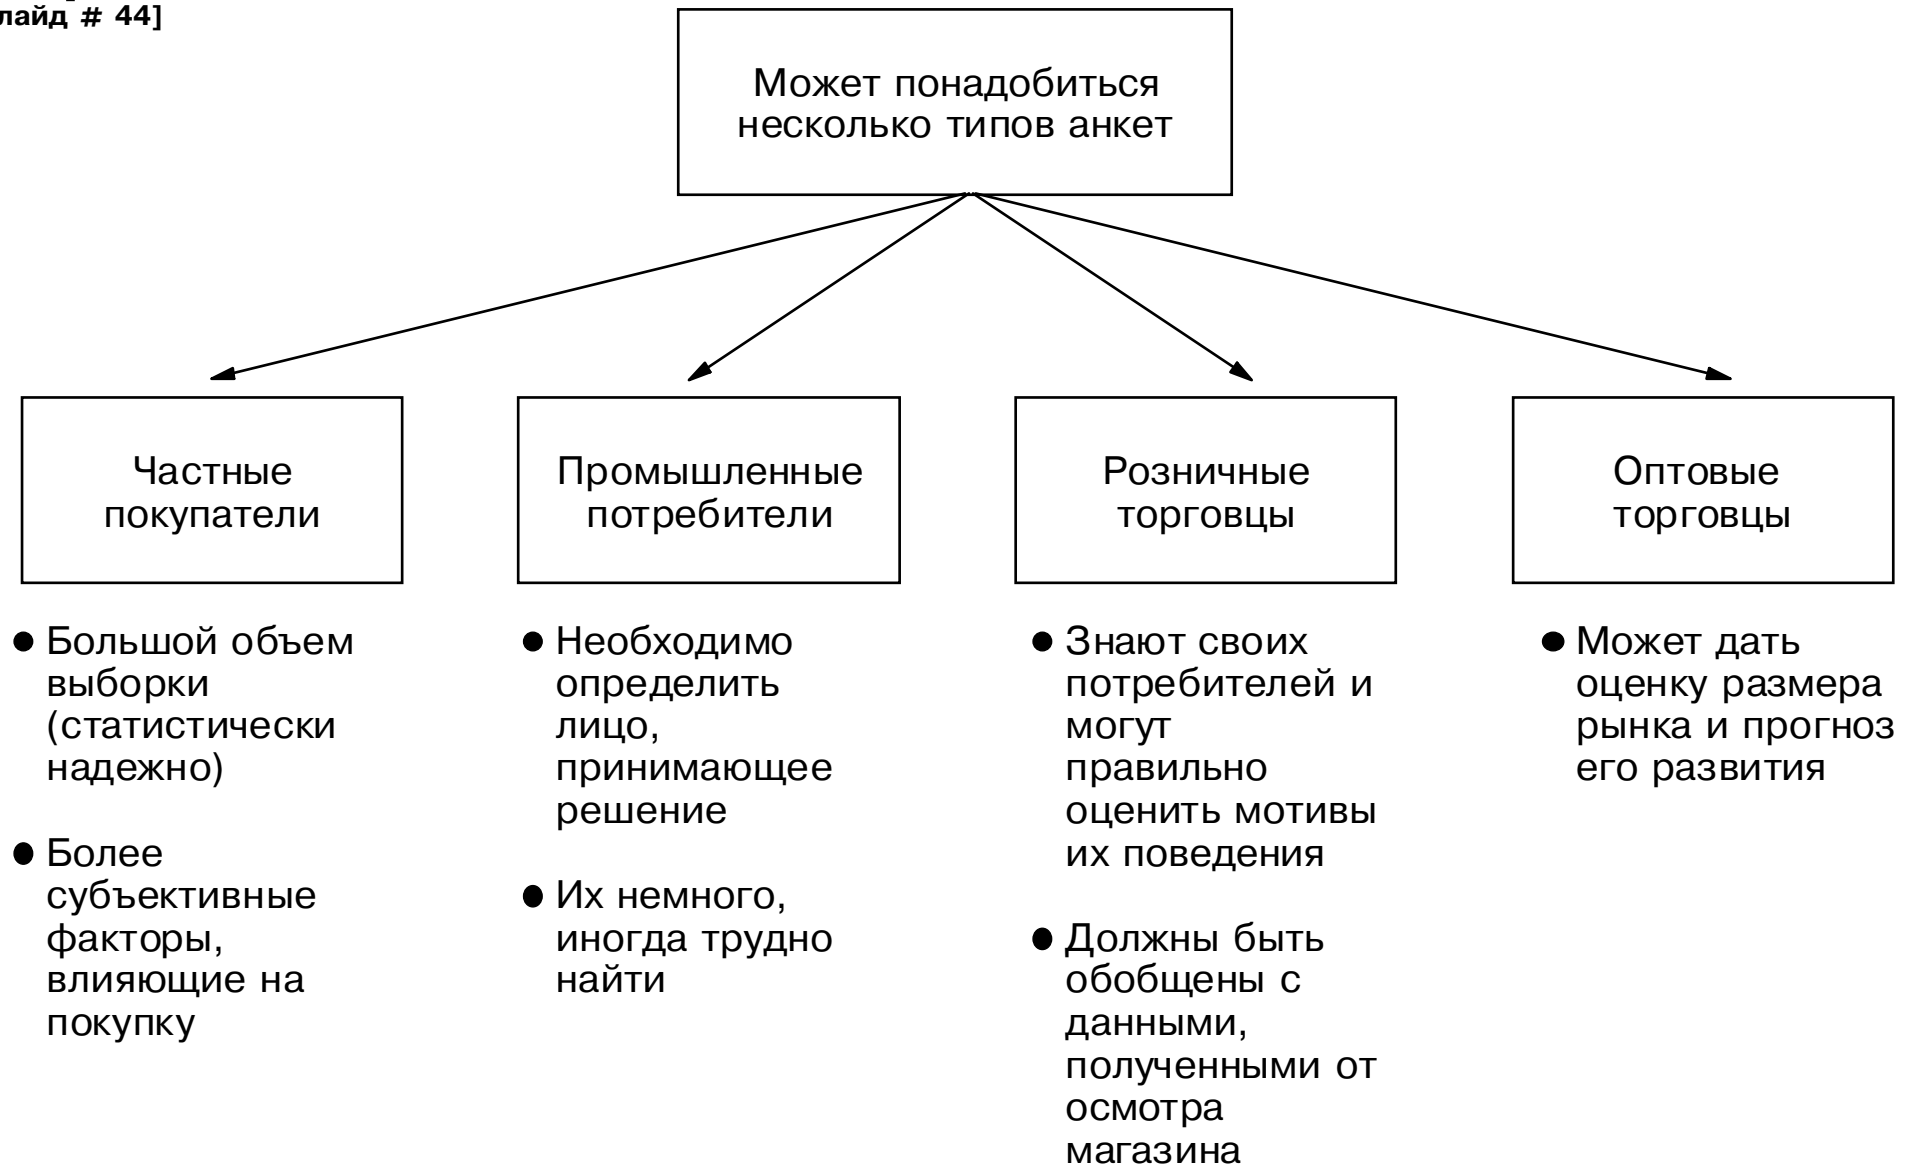 лайд # 44]
Может понадобиться
несколько типов анкет
Частные
покупатели
Промышленные
потребители
Розничные
торговцы
Оптовые
торговцы
● Большой объем
выборки
(статистически
надежно)
● Более
субъективные
факторы,
влияющие на
покупку
● Необходимо
определить
лицо,
принимающее
решение
● Их немного,
иногда трудно
найти
● Знают своих
потребителей и
могут
правильно
оценить мотивы
их поведения
● Должны быть
обобщены с
данными,
полученными от
осмотра
магазина
● Может дать
оценку размера
рынка и прогноз
его развития